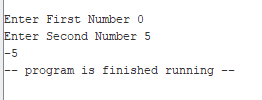 Enter First Number 0
Enter Second Number 5
-5
-- program is finished running --